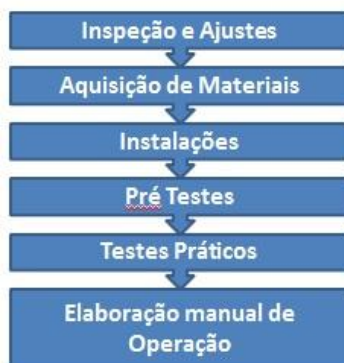 Inspeção e Ajustes
Aquisição de Materiais
Instalações
Pré Testes
Testes Práticos
Elaboração manual de
Operação